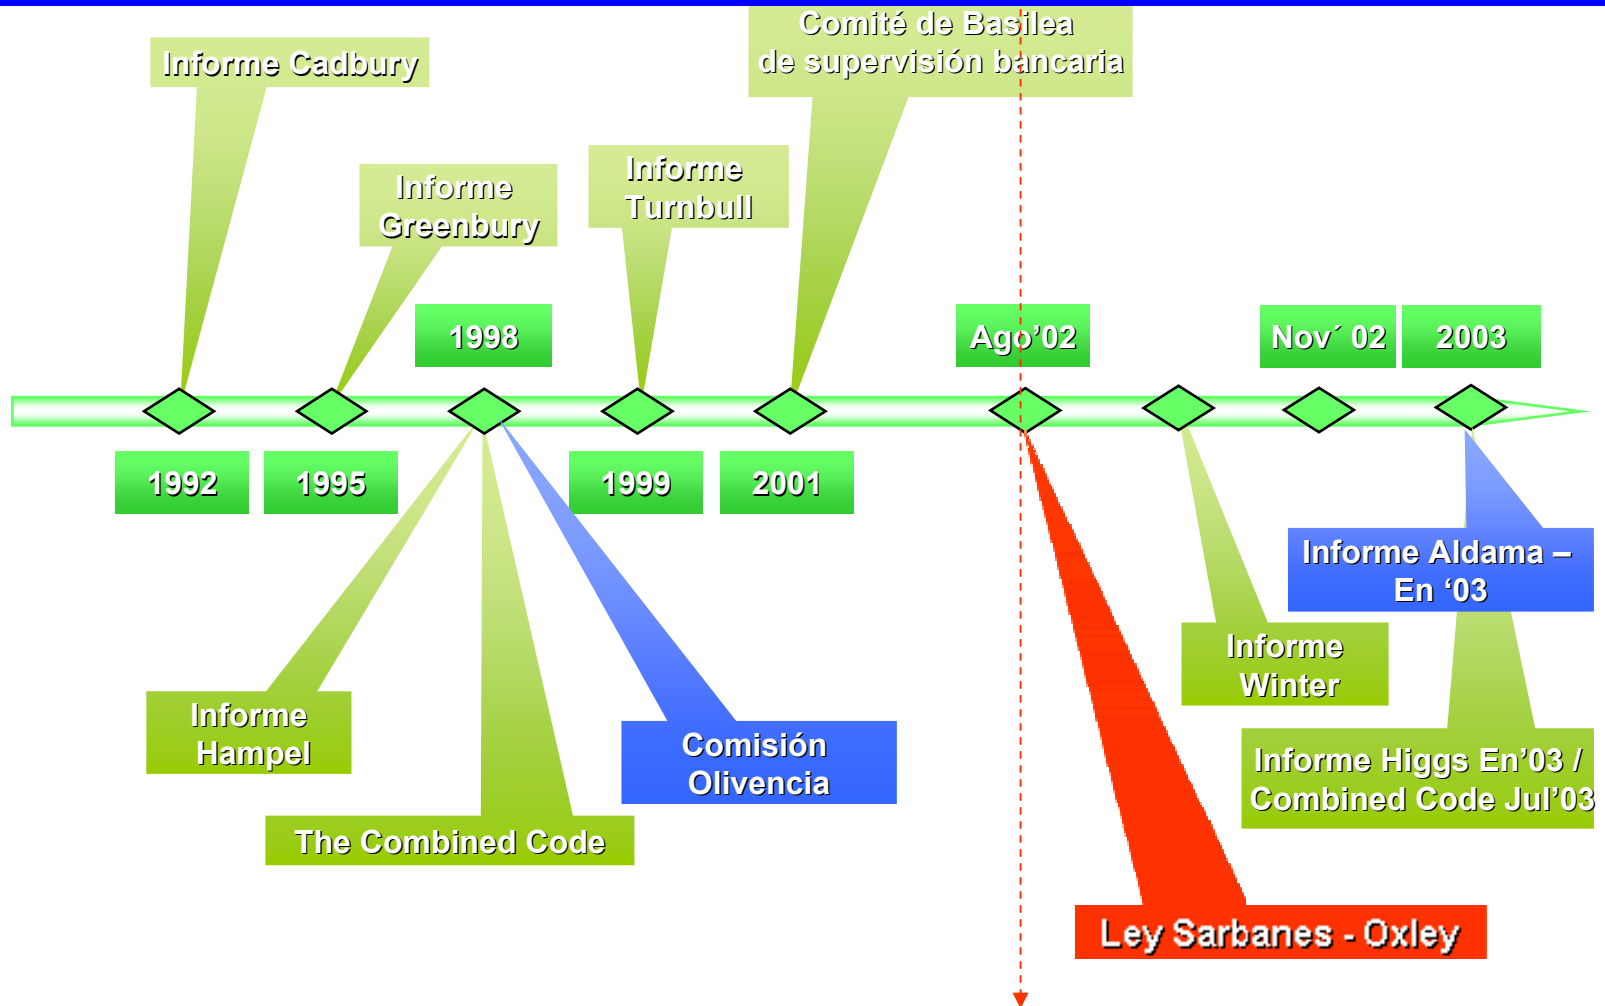 Comité de Basilea
de supervisión bancaria
Informe Cadbury
Informe
Turnbull
Informe
Greenbury
1998
Ago’02
Nov´ 02
2003
1992
1995
1999
2001
Informe Aldama –
En ‘03
Informe
Winter
Informe
Hampel
Comisión
Olivencia
Informe Higgs En’03 /
Combined Code Jul’03
The Combined Code
Ley Sarbanes - Oxley